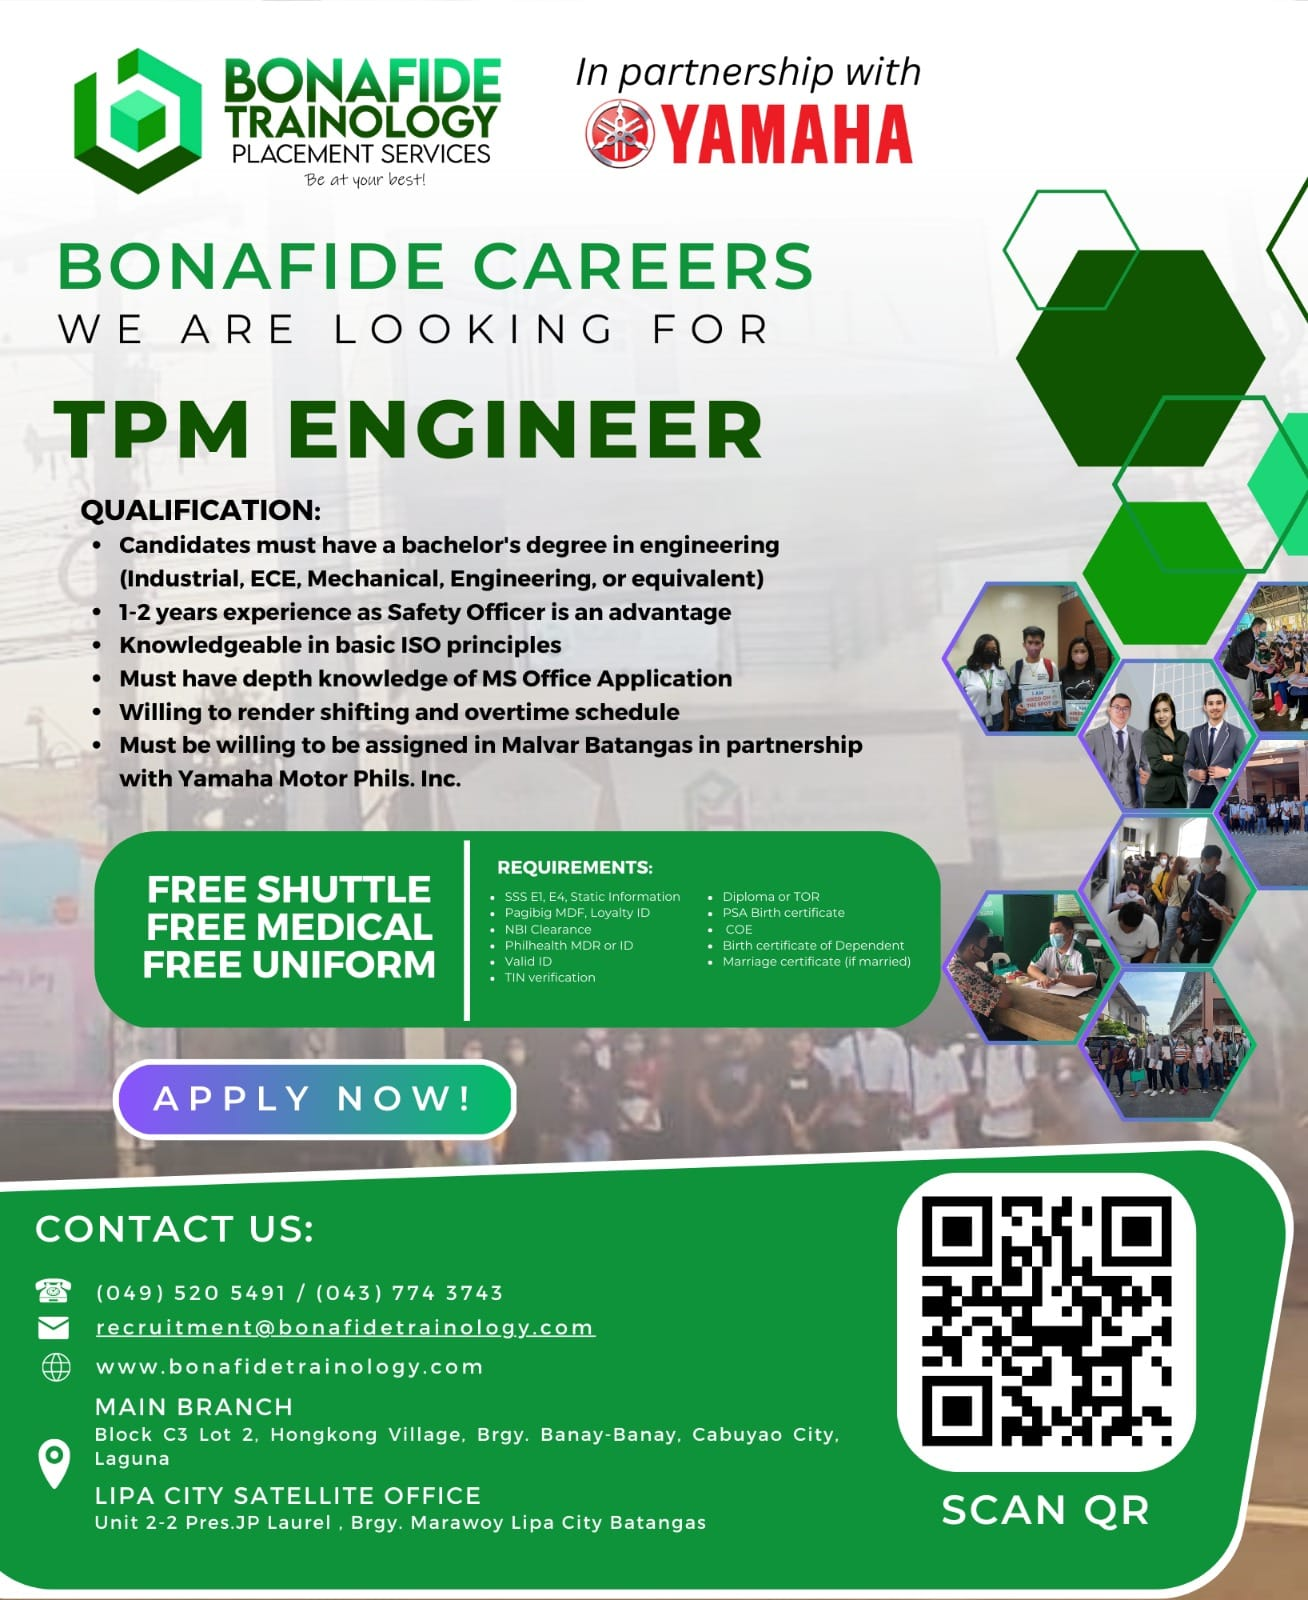 BONAFIDE
TRAINOLOGY
PLACEMENT SERVICES
Be at your best!
In partnership with
YAMAHA
BONAFIDE CAREERS
WE ARE LOOKING FOR
TPM ENGINEER
QUALIFICATION:
• Candidates must have a bachelor's degree in engineering
(Industrial, ECE, Mechanical, Engineering, or equivalent)
• 1-2 years experience as Safety Officer is an advantage
• Knowledgeable in basic ISO principles
• Must have depth knowledge of MS Office Application
• Willing to render shifting and overtime schedule
• Must be willing to be assigned in Malvar Batangas in partnership
with Yamaha Motor Phils. Inc.
FREE SHUTTLE
FREE MEDICAL
FREE UNIFORM
REQUIREMENTS:
• SSS E1, E4, Static Information
• Pagibig MDF, Loyalty ID
• NBI Clearance
• Philhealth MDR or ID
• Valid ID
• TIN verification
• Diploma or TOR
• PSA Birth certificate
• COE
• Birth certificate of Dependent
• Marriage certificate (if married)
I AM
HIRED ON
THE SPOT
APPLY NOW!
CONTACT US:
(049) 520 5491 / (043) 774 3743
recruitment@bonafidetrainology.com
www.bonafidetrainology.com
MAIN BRANCH
Block C3 Lot 2, Hongkong Village, Brgy. Banay-Banay, Cabuyao City,
Laguna
LIPA CITY SATELLITE OFFICE
Unit 2-2 Pres.JP Laurel , Brgy. Marawoy Lipa City Batangas
SCAN QR